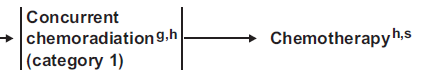 Concurrent
chemoradiation g,h
(category 1)
Chemotherapy h,s